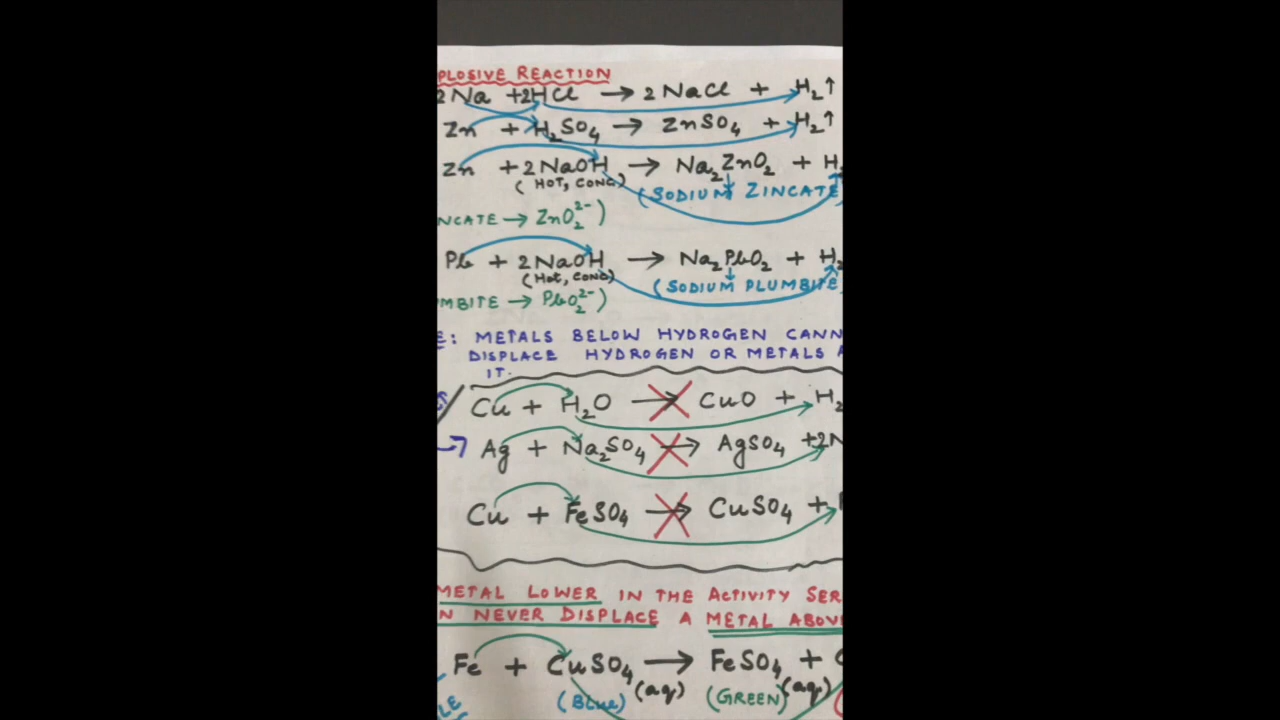 PLOSIVE REACTION
2Na + 2HCl → 2NaCl + H₂↑
Zn + H₂SO₄ → ZnSO₄ + H₂↑
Zn + 2NaOH → Na₂ZnO₂ + H₂
(HOT, CONC) (SODIUM ZINCATE
NCATE → ZnO₂²⁻)
Pb + 2NaOH → Na₂PbO₂ + H₂
(HOT, CONC) (SODIUM PLUMBITE
MBITE → PbO₂²⁻)
E: METALS BELOW HYDROGEN CANN
DISPLACE HYDROGEN OR METALS A
IT.
Cu + H₂O → CuO + H₂
Ag + Na₂SO₄ → AgSO₄ + 2N
Cu + FeSO₄ → CuSO₄ + F
METAL LOWER IN THE ACTIVITY SER
N NEVER DISPLACE A METAL ABOV
Fe + CuSO₄ → FeSO₄ + C
(Blue) (aq) (GREEN) (aq)